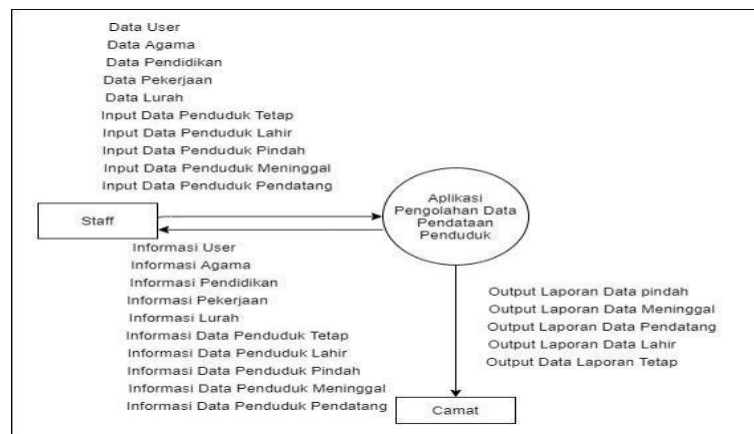 Data User
Data Agama
Data Pendidikan
Data Pekerjaan
Data Lurah
Input Data Penduduk Tetap
Input Data Penduduk Lahir
Input Data Penduduk Pindah
Input Data Penduduk Meninggal
Input Data Penduduk Pendatang
Staff
Aplikasi
Pengolahan Data
Pendataan
Penduduk
Informasi User
Informasi Agama
Informasi Pendidikan
Informasi Pekerjaan
Informasi Lurah
Informasi Data Penduduk Tetap
Informasi Data Penduduk Lahir
Informasi Data Penduduk Pindah
Informasi Data Penduduk Meninggal
Informasi Data Penduduk Pendatang
Output Laporan Data pindah
Output Laporan Data Meninggal
Output Laporan Data Pendatang
Output Laporan Data Lahir
Output Data Laporan Tetap
Camat